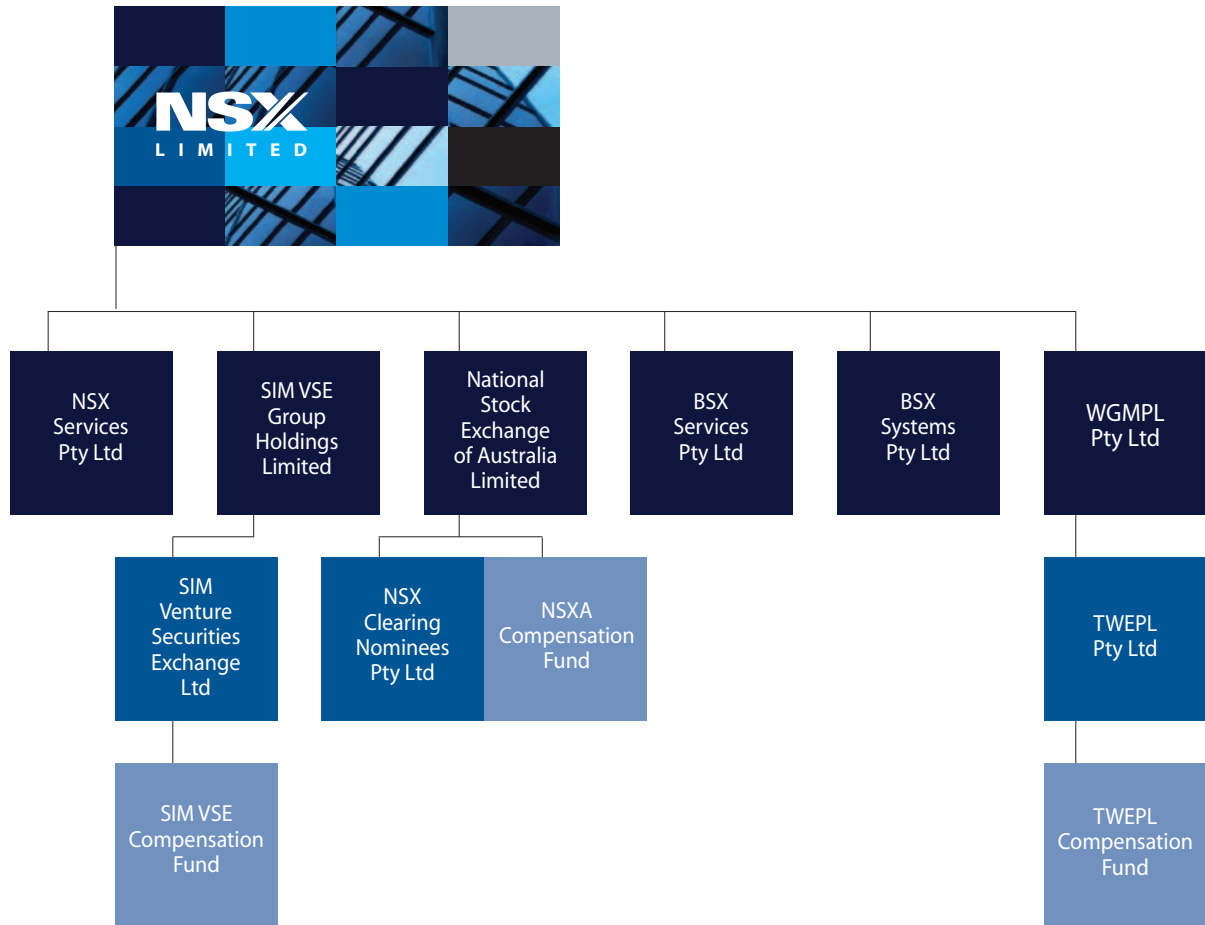 NSX
LIMITED
NSX
Services
Pty Ltd
SIM VSE
Group
Holdings
Limited
National
Stock
Exchange
of Australia
Limited
BSX
Services
Pty Ltd
BSX
Systems
Pty Ltd
WGMPL
Pty Ltd
SIM
Venture
Securities
Exchange
Ltd
NSX
Clearing
Nominees
Pty Ltd
NSXA
Compensation
Fund
TWEPL
Pty Ltd
SIM VSE
Compensation
Fund
TWEPL
Compensation
Fund